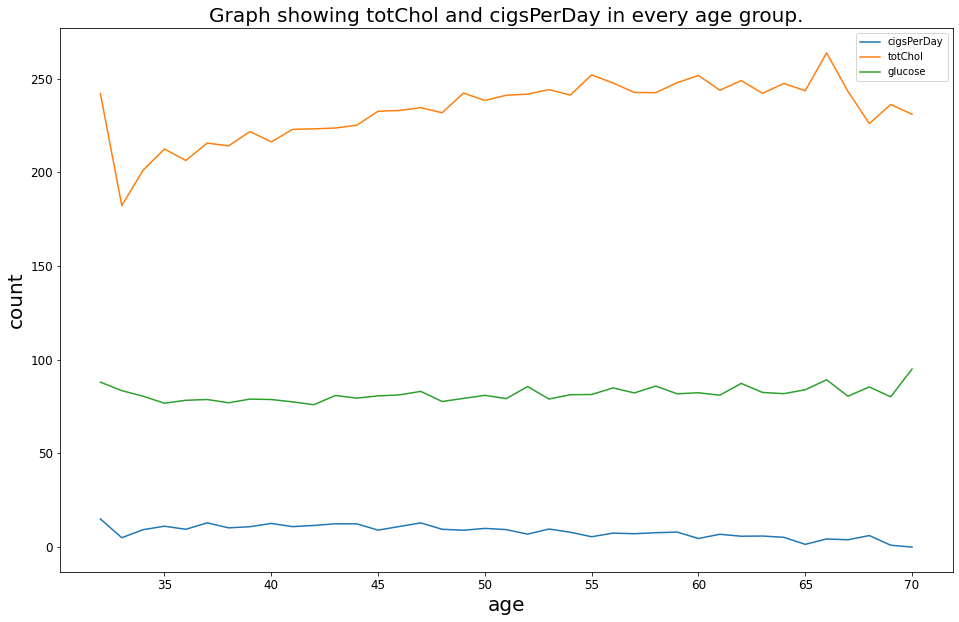 Graph showing totChol and cigsPerDay in every age group.
cigsPerDay
totChol
glucose
250
200
150
100
50
0
count
35 40 45 50 55 60 65 70
age